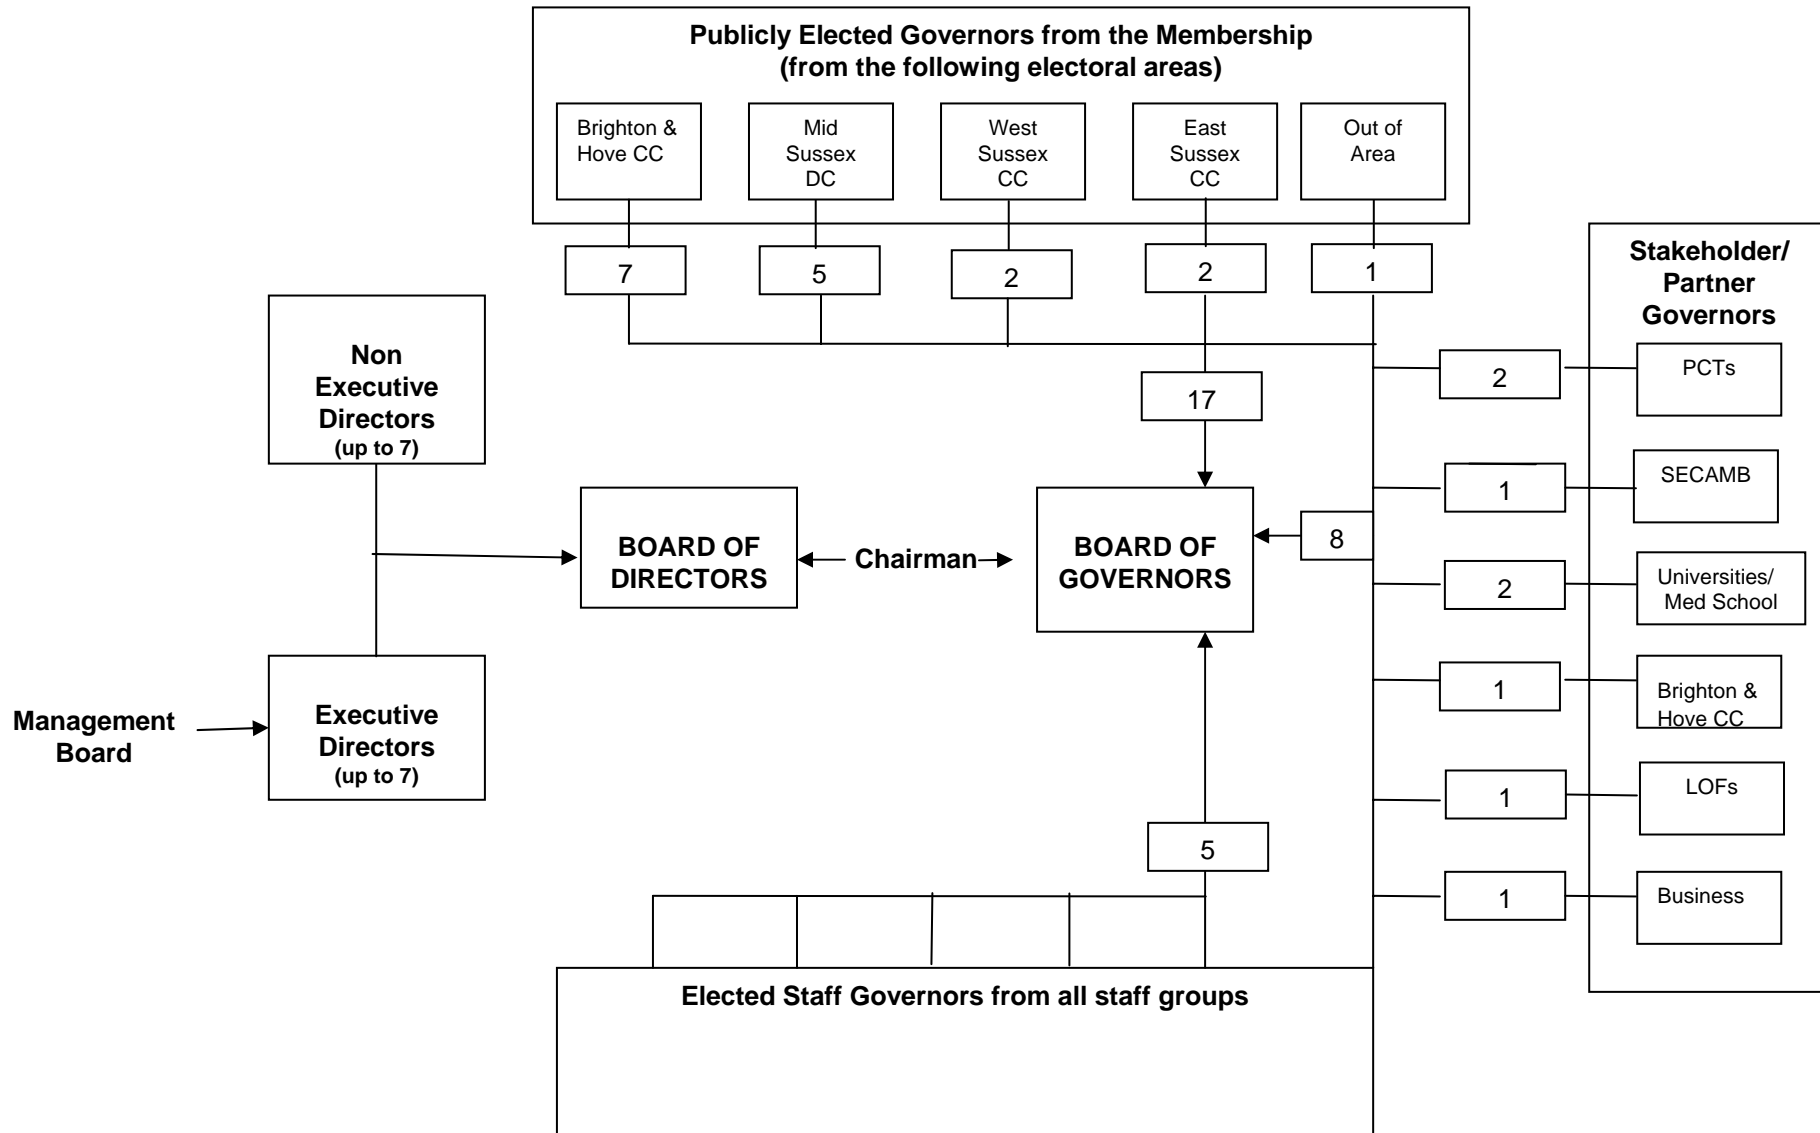 Publicly Elected Governors from the Membership
(from the following electoral areas)
Brighton &
Hove CC
Mid
Sussex
DC
West
Sussex
CC
East
Sussex
CC
Out of
Area
7
5
2
2
1
17
Stakeholder/
Partner
Governors
2
PCTs
1
SECAMB
2
Universities/
Med School
1
Brighton &
Hove CC
1
LOFs
1
Business
Non
Executive
Directors
(up to 7)
BOARD OF
DIRECTORS
Chairman
BOARD OF
GOVERNORS
8
Management
Board
Executive
Directors
(up to 7)
5
Elected Staff Governors from all staff groups